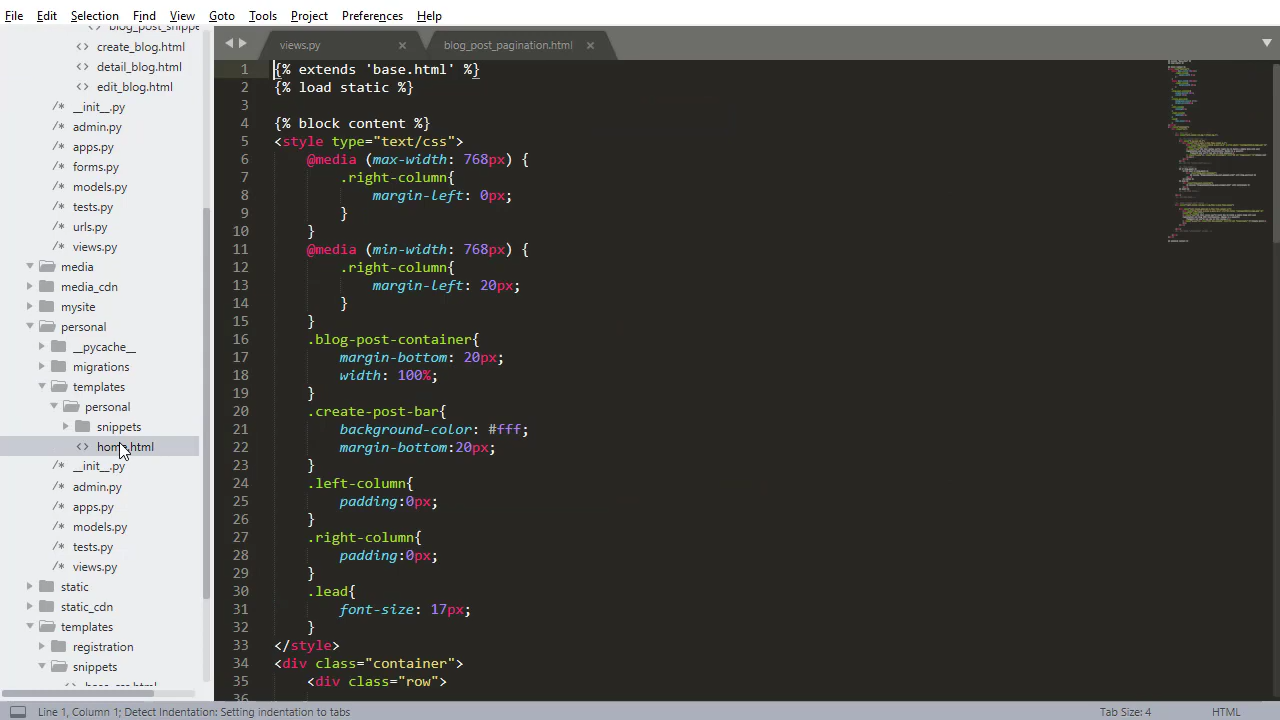 File Edit Selection Find View Goto Tools Project Preferences Help
blog_post_snippe
create_blog.html
detail_blog.html
edit_blog.html
__init__.py
admin.py
apps.py
forms.py
models.py
tests.py
urls.py
views.py
media
media_cdn
mysite
personal
__pycache__
migrations
templates
personal
snippets
home.html
__init__.py
admin.py
apps.py
models.py
tests.py
views.py
static
static_cdn
templates
registration
snippets
views.py
blog_post_pagination.html
1 {% extends 'base.html' %}
2 {% load static %}
3
4 {% block content %}
5 <style type="text/css">
6 @media (max-width: 768px) {
7 .right-column{
8 margin-left: 0px;
9 }
10 }
11 @media (min-width: 768px) {
12 .right-column{
13 margin-left: 20px;
14 }
15 }
16 .blog-post-container{
17 margin-bottom: 20px;
18 width: 100%;
19 }
20 .create-post-bar{
21 background-color: #fff;
22 margin-bottom:20px;
23 }
24 .left-column{
25 padding:0px;
26 }
27 .right-column{
28 padding:0px;
29 }
30 .lead{
31 font-size: 17px;
32 }
33 </style>
34 <div class="container">
35 <div class="row">
36
Line 1, Column 1; Detect Indentation: Setting indentation to tabs
Tab Size: 4
HTML